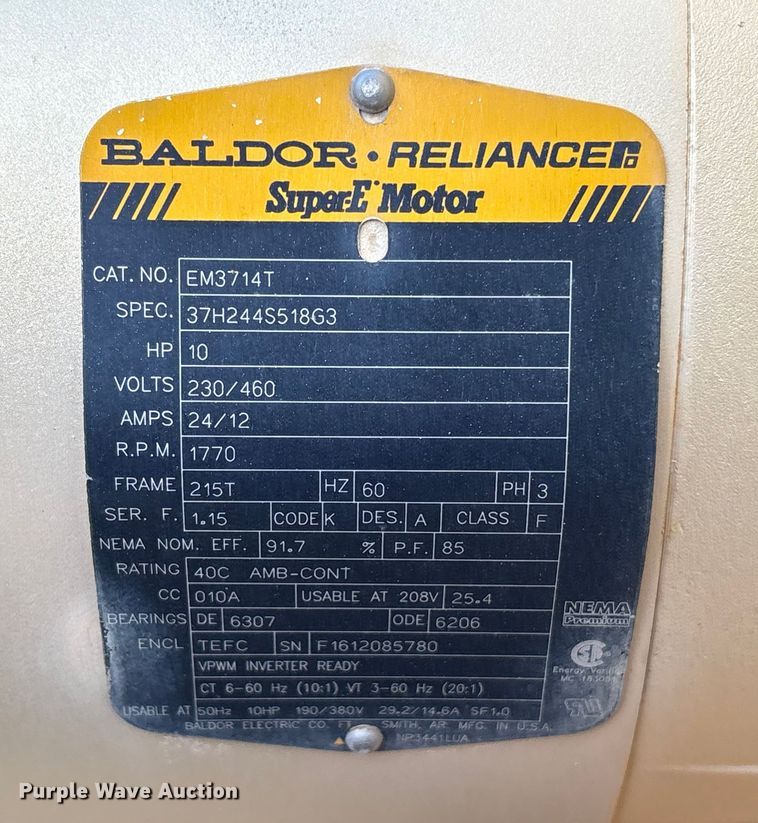 BALDOR • RELIANCE
Super-E Motor
CAT. NO. EM3714T
SPEC. 37H244S518G3
HP 10
VOLTS 230/460
AMPS 24/12
R.P.M. 1770
FRAME 215T HZ 60 PH 3
SER. F. 1.15 CODE K DES. A CLASS F
NEMA NOM. EFF. 91.7 % P.F. 85
RATING 40C AMB-CONT
CC 010A USABLE AT 208V 25.4
BEARINGS DE 6307 ODE 6206
ENCL TEFC SN F1612085780
VPWM INVERTER READY
CT 6-60 Hz (10:1) VT 3-60 Hz (20:1)
USABLE AT 50Hz 10HP 190/380V 29.2/14.6A SF1.0
BALDOR ELECTRIC CO. FT. SMITH, AR. MFG. IN U.S.A.
NP3441LUA
NEMA
Premium
Energy
MC
Purple Wave Auction